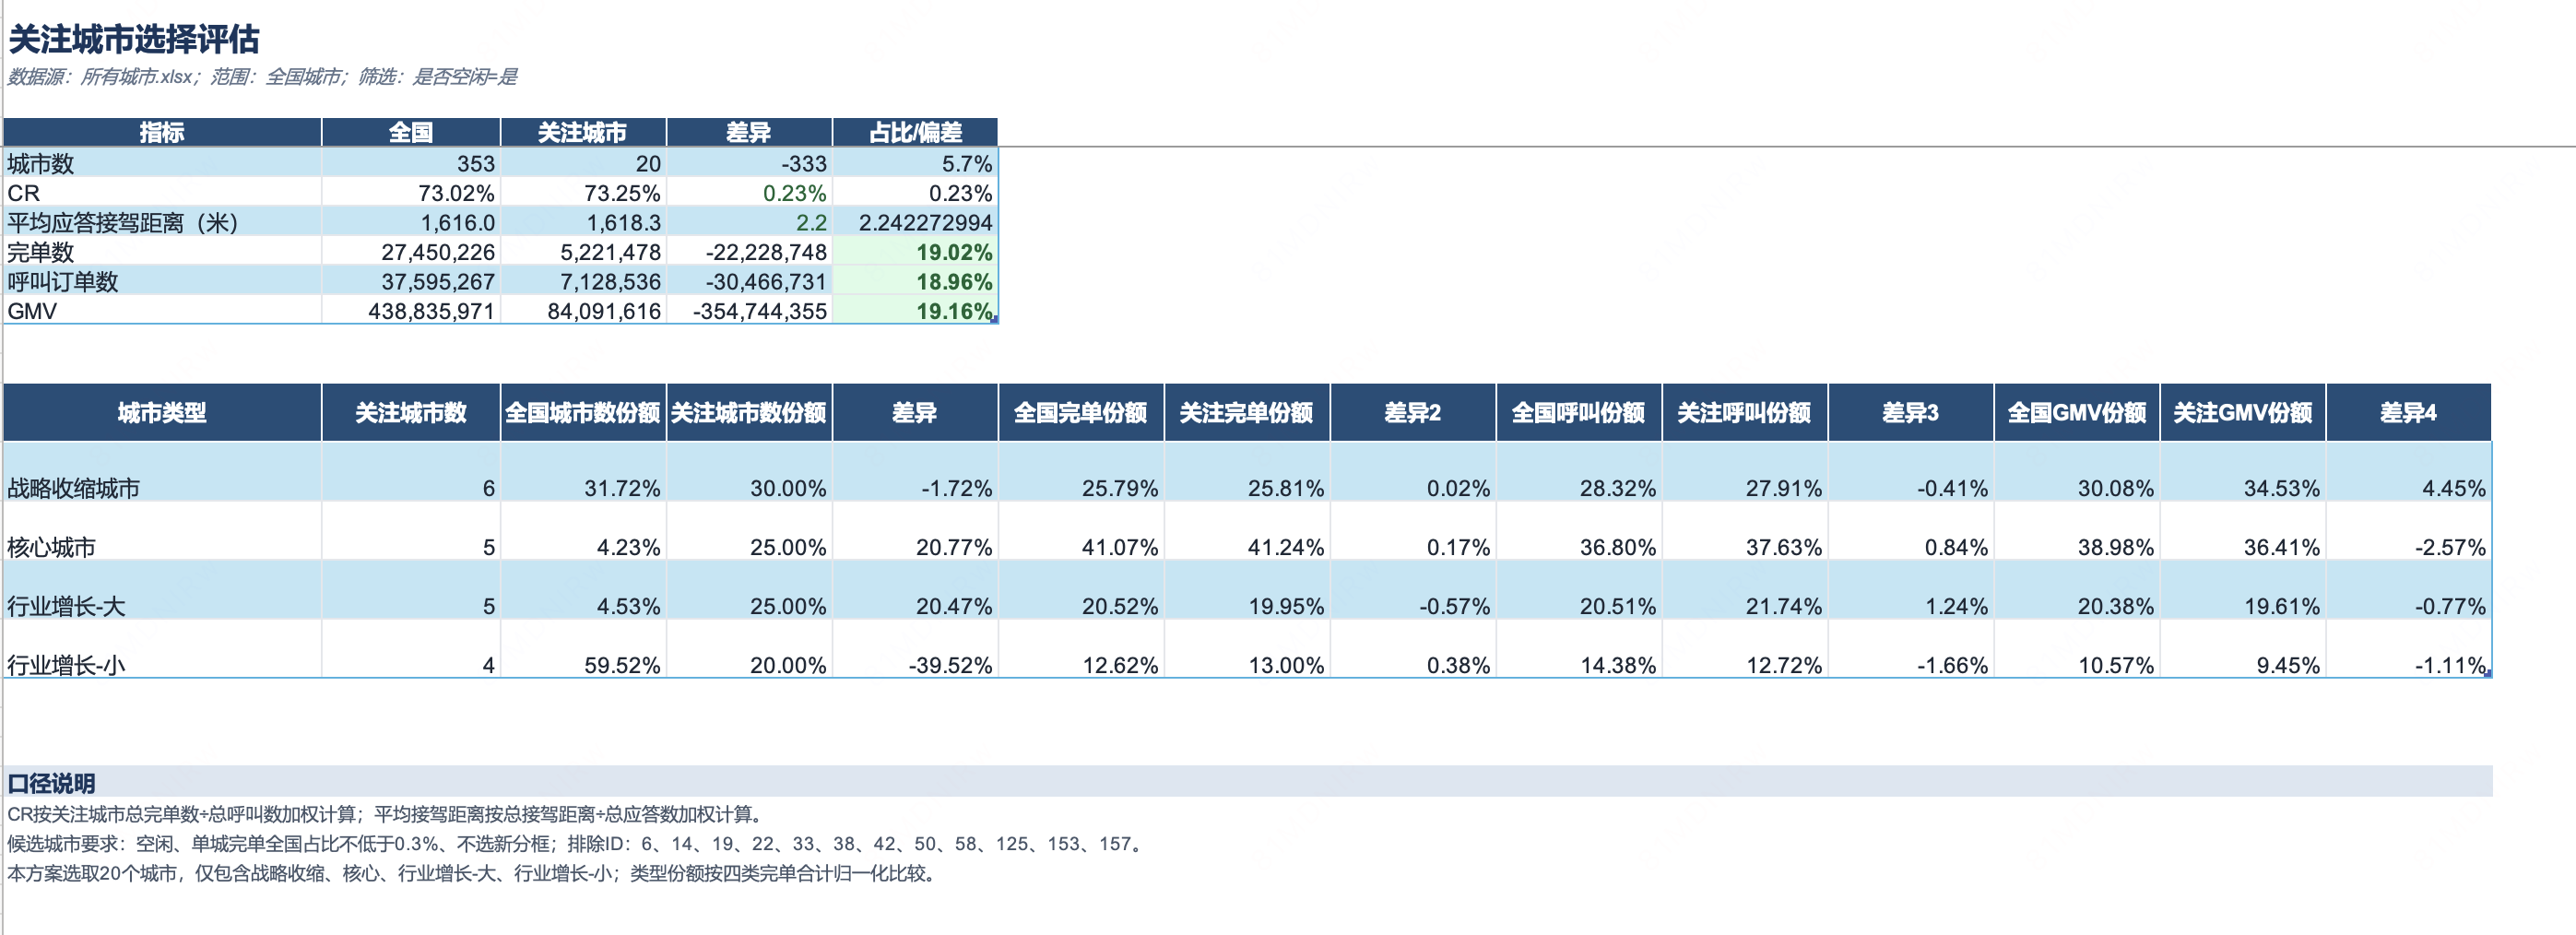 关注城市选择评估
数据源：所有城市.xlsx；范围：全国城市；筛选：是否空闲=是
指标 全国 关注城市 差异 占比/偏差
城市数 353 20 -333 5.7%
CR 73.02% 73.25% 0.23% 0.23%
平均应答接驾距离（米） 1,616.0 1,618.3 2.2 2.242272994
完单数 27,450,226 5,221,478 -22,228,748 19.02%
呼叫订单数 37,595,267 7,128,536 -30,466,731 18.96%
GMV 438,835,971 84,091,616 -354,744,355 19.16%
城市类型 关注城市数 全国城市数份额 关注城市数份额 差异 全国完单份额 关注完单份额 差异2 全国呼叫份额 关注呼叫份额 差异3 全国GMV份额 关注GMV份额 差异4
战略收缩城市 6 31.72% 30.00% -1.72% 25.79% 25.81% 0.02% 28.32% 27.91% -0.41% 30.08% 34.53% 4.45%
核心城市 5 4.23% 25.00% 20.77% 41.07% 41.24% 0.17% 36.80% 37.63% 0.84% 38.98% 36.41% -2.57%
行业增长-大 5 4.53% 25.00% 20.47% 20.52% 19.95% -0.57% 20.51% 21.74% 1.24% 20.38% 19.61% -0.77%
行业增长-小 4 59.52% 20.00% -39.52% 12.62% 13.00% 0.38% 14.38% 12.72% -1.66% 10.57% 9.45% -1.11%
口径说明
CR按关注城市总完单数÷总呼叫数加权计算；平均接驾距离按总接驾距离÷总应答数加权计算。
候选城市要求：空闲、单城完单全国占比不低于0.3%、不选新分框；排除ID：6、14、19、22、33、38、42、50、58、125、153、157。
本方案选取20个城市，仅包含战略收缩、核心、行业增长-大、行业增长-小；类型份额按四类完单合计归一化比较。